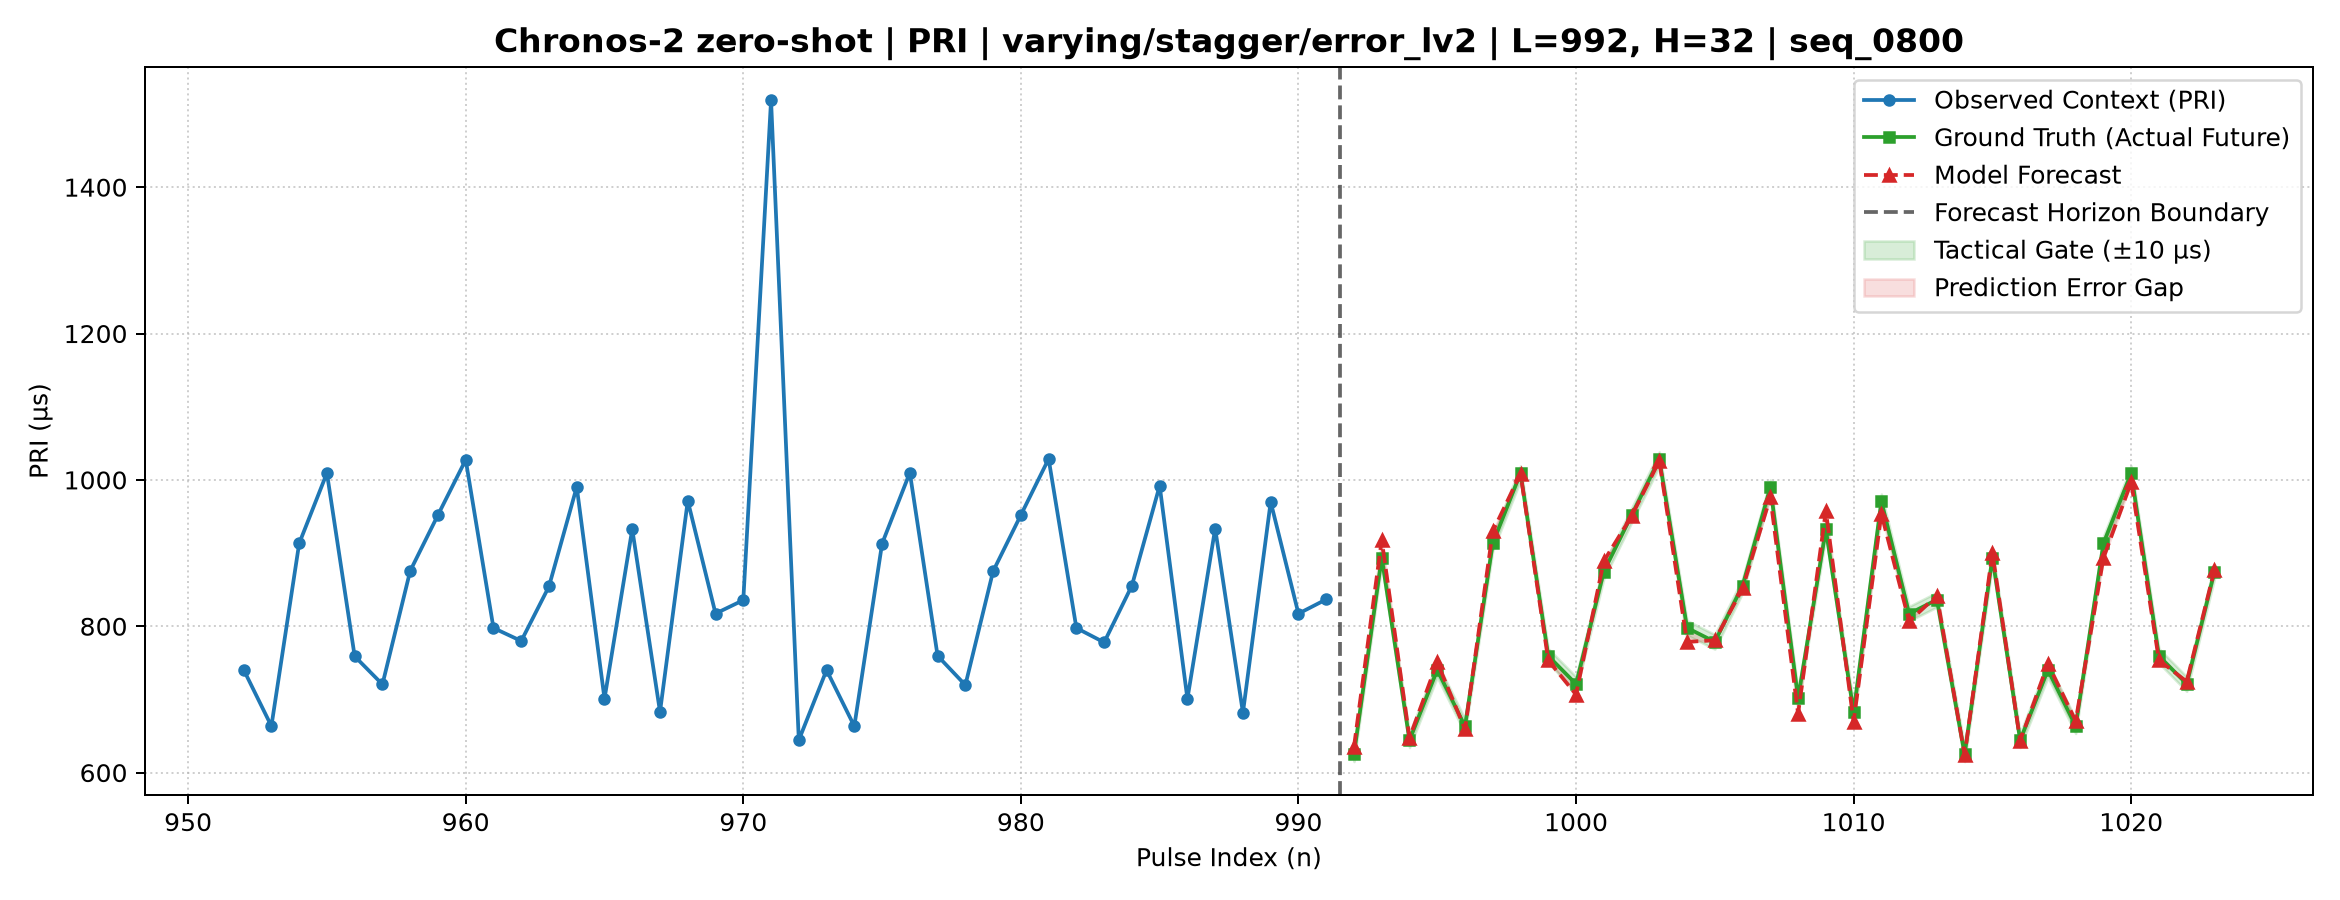 Chronos-2 zero-shot | PRI | varying/stagger/error_lv2 | L=992, H=32 | seq_0800
Observed Context (PRI)
Ground Truth (Actual Future)
Model Forecast
Forecast Horizon Boundary
Tactical Gate (±10 µs)
Prediction Error Gap
PRI (µs)
1400
1200
1000
800
600
950 960 970 980 990 1000 1010 1020
Pulse Index (n)